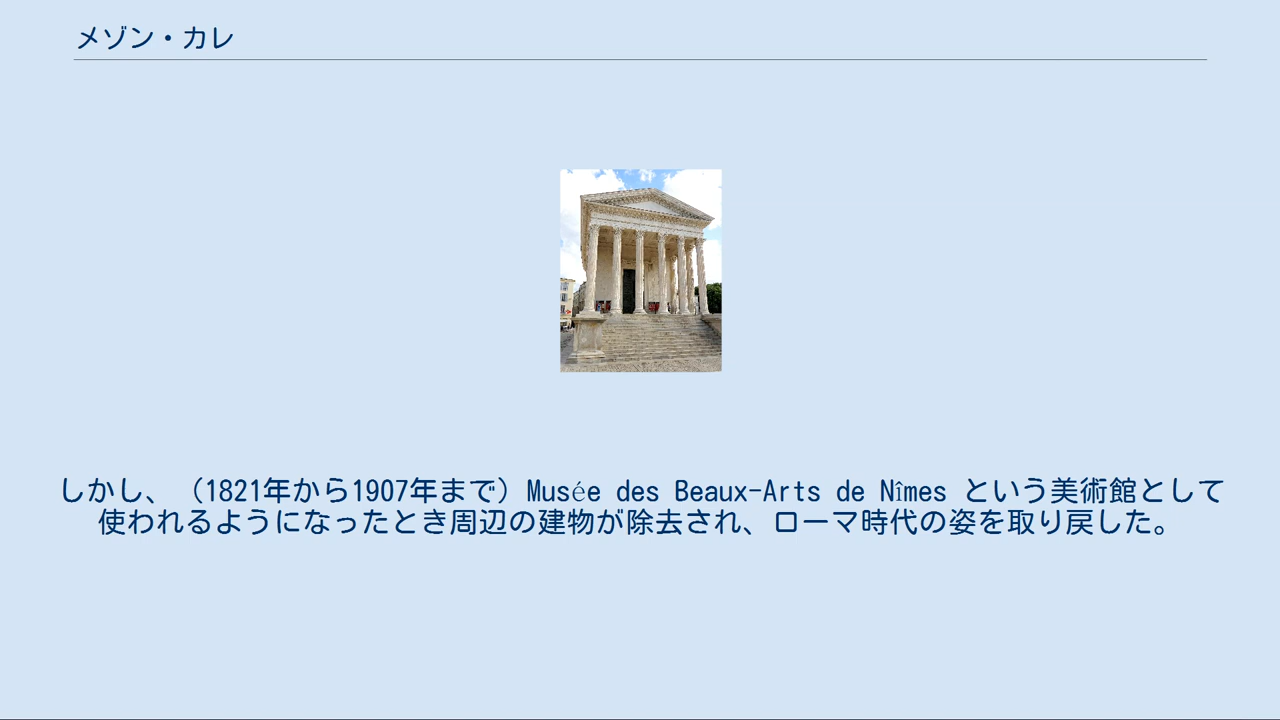 メゾン・カレ
しかし、（1821年から1907年まで）Musée des Beaux-Arts de Nîmes という美術館として
使われるようになったとき周辺の建物が除去され、ローマ時代の姿を取り戻した。